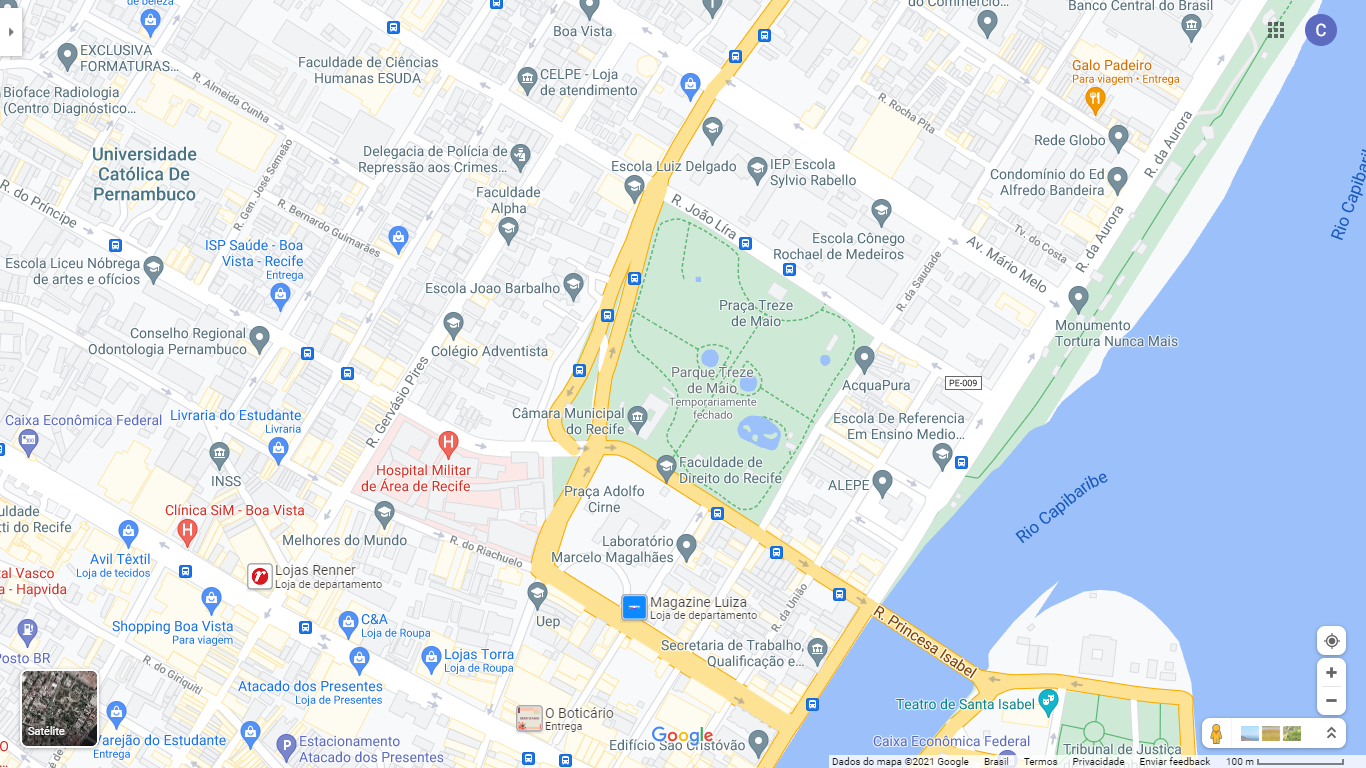 de beleza
Boa Vista
do Commercio...
Banco Central do Brasil
C
EXCLUSIVA
FORMATURAS...
Faculdade de Ciências
Humanas ESUDA
CELPE - Loja
de atendimento
Galo Padeiro
Para viagem • Entrega
Bioface Radiologia
(Centro Diagnóstico...
R. Almeida Cunha
R. Rocha Pita
Rede Globo
R. da Aurora
Universidade
Católica De
Pernambuco
Delegacia de Polícia de
Repressão aos Crimes...
Escola Luiz Delgado
IEP Escola
Sylvio Rabello
Condomínio do Ed
Alfredo Bandeira
Rio Capibaribe
R. do Príncipe
R. Gen. José Semeão
R. Bernardo Guimarães
Faculdade
Alpha
R. João Lira
Escola Cônego
Rochael de Medeiros
Av. Mário Melo
Tv. do Costa
R. da Aurora
ISP Saúde - Boa
Vista - Recife
Entrega
Escola Liceu Nóbrega
de artes e ofícios
Escola Joao Barbalho
R. da Saudade
Praça Treze
de Maio
Monumento
Tortura Nunca Mais
Conselho Regional
Odontologia Pernambuco
Colégio Adventista
R. Gervásio Pires
Parque Treze
de Maio
Temporariamente
fechado
AcquaPura
PE-009
Caixa Econômica Federal
Livraria do Estudante
Livraria
Câmara Municipal
do Recife
Escola De Referencia
Em Ensino Medio...
INSS
Hospital Militar
de Área de Recife
Faculdade de
Direito do Recife
ALEPE
Praça Adolfo
Cirne
Rio Capibaribe
Clínica SiM - Boa Vista
Melhores do Mundo
R. do Riachuelo
Laboratório
Marcelo Magalhães
culdade
tti do Recife
Avil Têxtil
Loja de tecidos
Lojas Renner
Loja de departamento
tal Vasco
a - Hapvida
Uep
Magazine Luiza
Loja de departamento
R. da União
R. Princesa Isabel
Shopping Boa Vista
Para viagem
C&A
Loja de Roupa
Secretaria de Trabalho,
Qualificação e...
Posto BR
R. do Giriquiti
Lojas Torra
Loja de Roupa
Atacado dos Presentes
Loja de Presentes
Teatro de Santa Isabel
Satélite
O Boticário
Entrega
Varejão do Estudante
Entrega
Estacionamento
Atacado dos Presentes
Google
Edifício São Cristóvão
Caixa Econômica Federal
Tribunal de Justiça
Dados do mapa ©2021 Google Brasil Termos Privacidade Enviar feedback 100 m